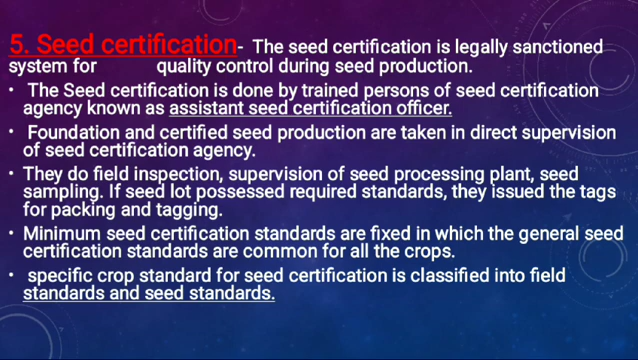 5. Seed certification- The seed certification is legally sanctioned
system for quality control during seed production.
• The Seed certification is done by trained persons of seed certification
agency known as assistant seed certification officer.
• Foundation and certified seed production are taken in direct supervision
of seed certification agency.
• They do field inspection, supervision of seed processing plant, seed
sampling. If seed lot possessed required standards, they issued the tags
for packing and tagging.
• Minimum seed certification standards are fixed in which the general seed
certification standards are common for all the crops.
• specific crop standard for seed certification is classified into field
standards and seed standards.